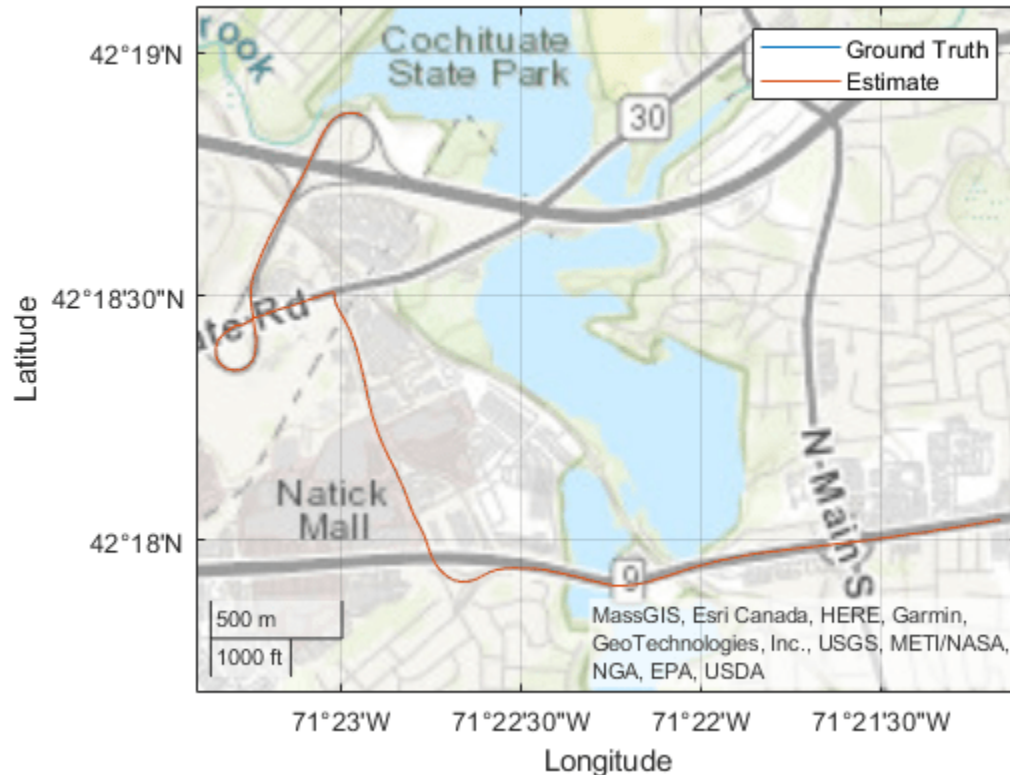 rook
Cochituate
State Park
30
Ground Truth
Estimate
42°19'N
42°18'30"N
42°18'N
Latitude
ate Rd
Natick
Mall
N-Main-S
9
500 m
1000 ft
MassGIS, Esri Canada, HERE, Garmin,
GeoTechnologies, Inc., USGS, METI/NASA,
NGA, EPA, USDA
71°23'W
71°22'30"W
71°22'W
71°21'30"W
Longitude